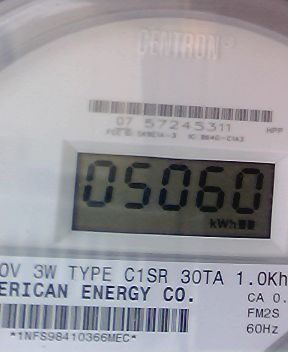 CENTRON®
07 57245311
HPP
05060
kWh
0V 3W TYPE C1SR 30TA 1.0Kh
ERICAN ENERGY CO.
CA 0.
FM2S
60Hz
*1NFS98410366MEC*